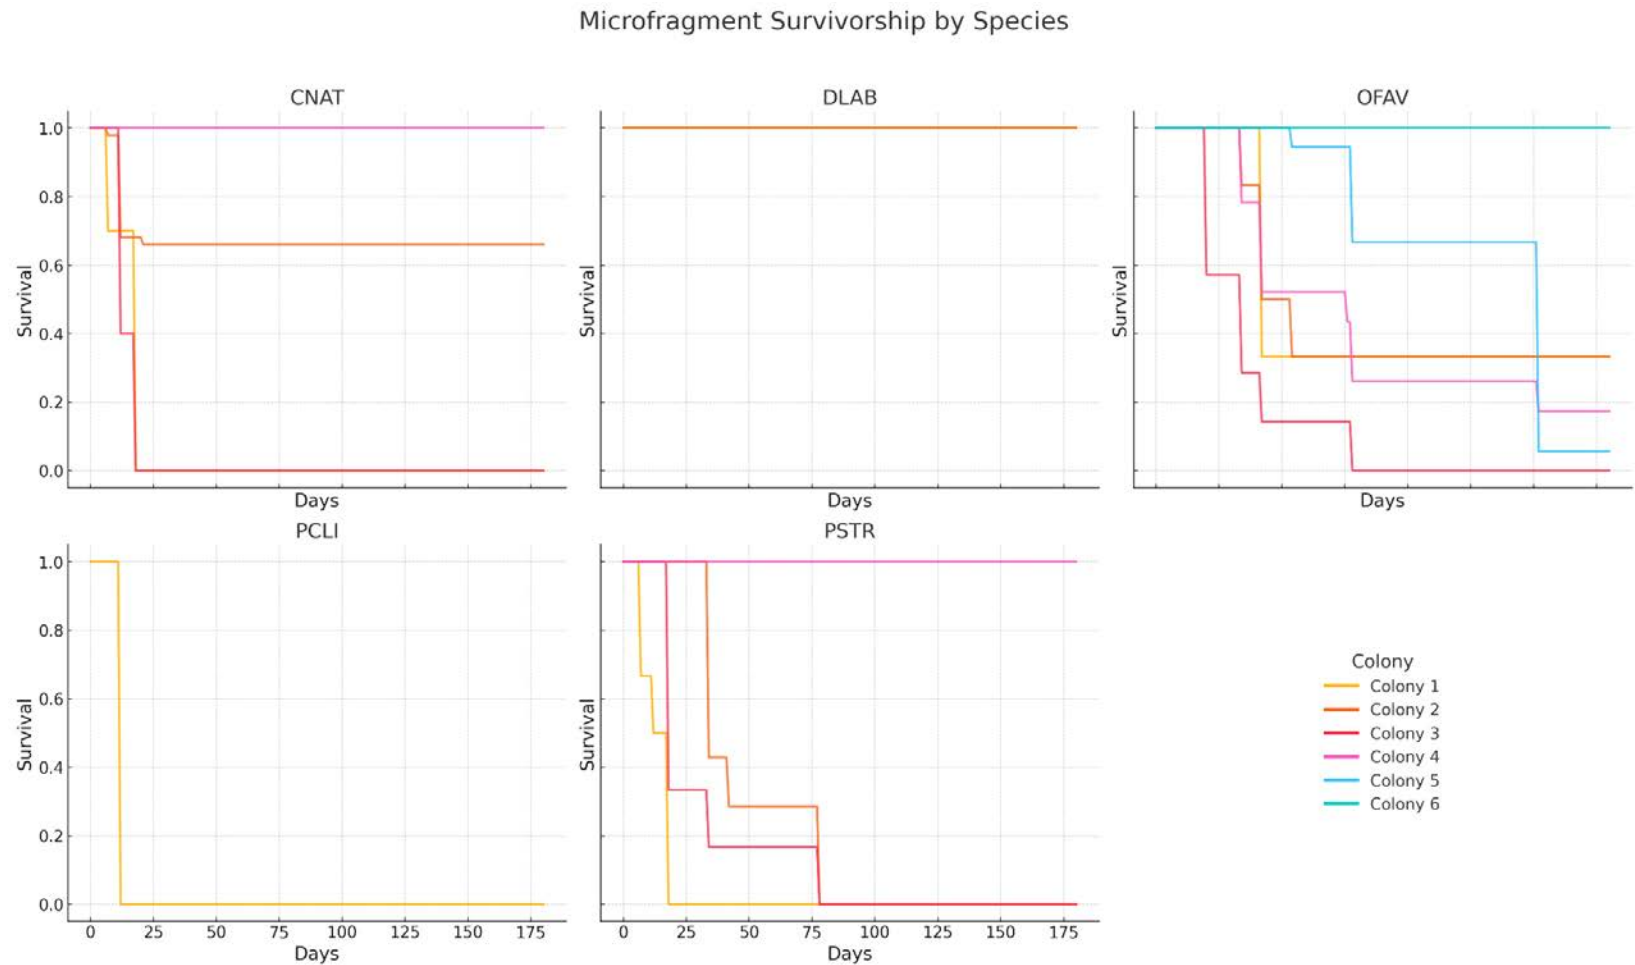 Microfragment Survivorship by Species
CNAT
DLAB
OFAV
1.0
0.8
0.6
0.4
0.2
0.0
Survival
Survival
Survival
Days
Days
Days
PCLI
PSTR
1.0
0.8
0.6
0.4
0.2
0.0
Survival
Survival
0 25 50 75 100 125 150 175
0 25 50 75 100 125 150 175
Days
Days
Colony
Colony 1
Colony 2
Colony 3
Colony 4
Colony 5
Colony 6